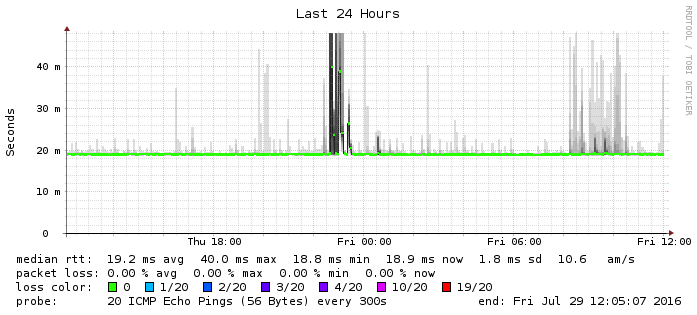 Last 24 Hours
RRDTOOL / TOBI OETIKER
Seconds
40 m
30 m
20 m
10 m
0
Thu 18:00 Fri 00:00 Fri 06:00 Fri 12:00
median rtt: 19.2 ms avg 40.0 ms max 18.8 ms min 18.9 ms now 1.8 ms sd 10.6 am/s
packet loss: 0.00 % avg 0.00 % max 0.00 % min 0.00 % now
loss color: 0 1/20 2/20 3/20 4/20 10/20 19/20
probe: 20 ICMP Echo Pings (56 Bytes) every 300s end: Fri Jul 29 12:05:07 2016